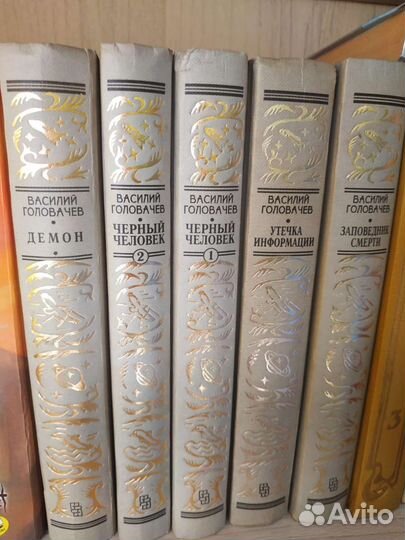 ВАСИЛИЙ
ГОЛОВАЧЕВ
ДЕМОН
ВАСИЛИЙ
ГОЛОВАЧЕВ
ЧЕРНЫЙ
ЧЕЛОВЕК
2
ВАСИЛИЙ
ГОЛОВАЧЕВ
ЧЕРНЫЙ
ЧЕЛОВЕК
1
ВАСИЛИЙ
ГОЛОВАЧЕВ
УТЕЧКА
ИНФОРМАЦИИ
ВАСИЛИЙ
ГОЛОВАЧЕВ
ЗАПОВЕДНИК
СМЕРТИ
3
Avito